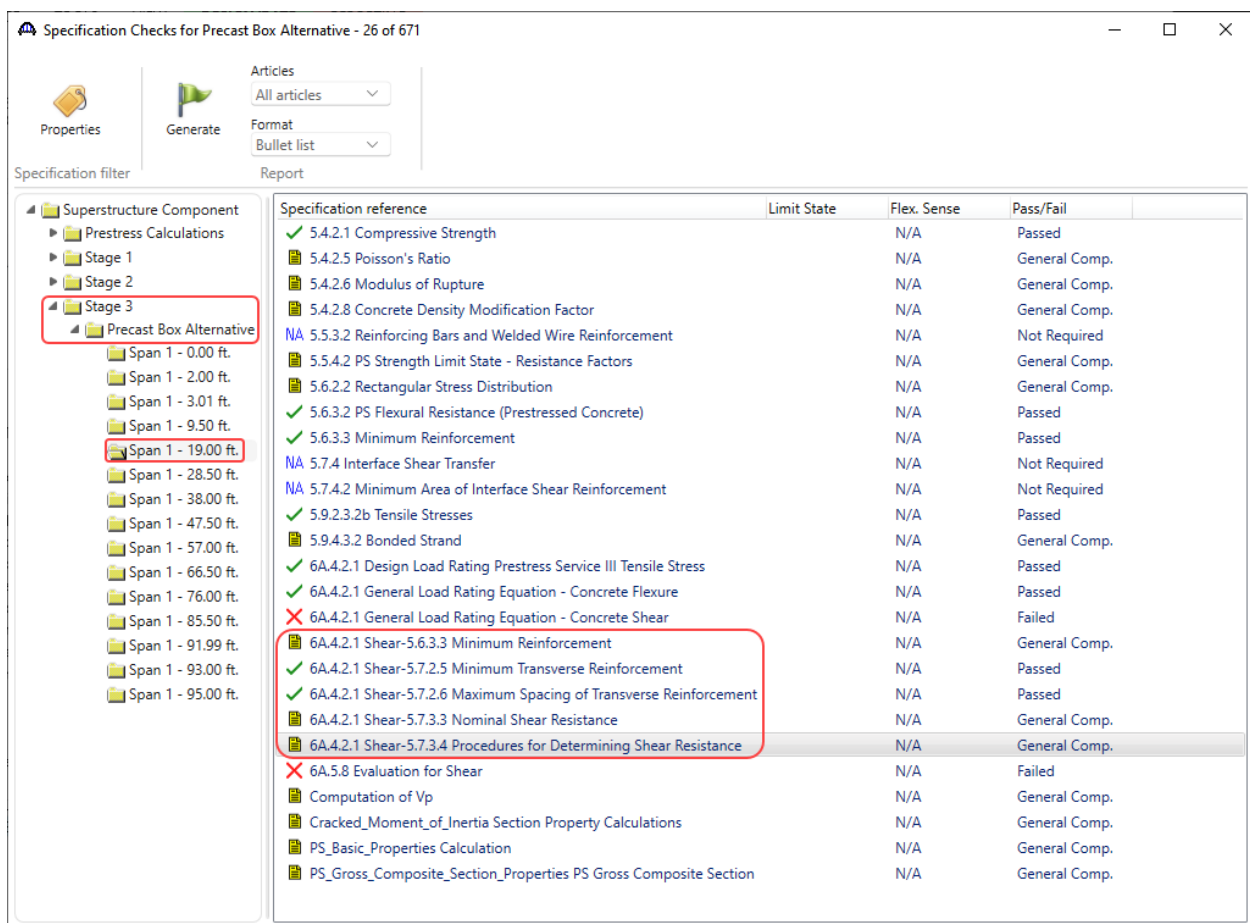 Specification Checks for Precast Box Alternative - 26 of 671
Properties
Generate
Articles
All articles
Format
Bullet list
Specification filter
Report
Superstructure Component
Prestress Calculations
Stage 1
Stage 2
Stage 3
Precast Box Alternative
Span 1 - 0.00 ft.
Span 1 - 2.00 ft.
Span 1 - 3.01 ft.
Span 1 - 9.50 ft.
Span 1 - 19.00 ft.
Span 1 - 28.50 ft.
Span 1 - 38.00 ft.
Span 1 - 47.50 ft.
Span 1 - 57.00 ft.
Span 1 - 66.50 ft.
Span 1 - 76.00 ft.
Span 1 - 85.50 ft.
Span 1 - 91.99 ft.
Span 1 - 93.00 ft.
Span 1 - 95.00 ft.
Specification reference Limit State Flex. Sense Pass/Fail
5.4.2.1 Compressive Strength N/A Passed
5.4.2.5 Poisson's Ratio N/A General Comp.
5.4.2.6 Modulus of Rupture N/A General Comp.
5.4.2.8 Concrete Density Modification Factor N/A General Comp.
NA 5.5.3.2 Reinforcing Bars and Welded Wire Reinforcement N/A Not Required
5.5.4.2 PS Strength Limit State - Resistance Factors N/A General Comp.
5.6.2.2 Rectangular Stress Distribution N/A General Comp.
5.6.3.2 PS Flexural Resistance (Prestressed Concrete) N/A Passed
5.6.3.3 Minimum Reinforcement N/A Passed
NA 5.7.4 Interface Shear Transfer N/A Not Required
NA 5.7.4.2 Minimum Area of Interface Shear Reinforcement N/A Not Required
5.9.2.3.2b Tensile Stresses N/A Passed
5.9.4.3.2 Bonded Strand N/A General Comp.
6A.4.2.1 Design Load Rating Prestress Service III Tensile Stress N/A Passed
6A.4.2.1 General Load Rating Equation - Concrete Flexure N/A Passed
6A.4.2.1 General Load Rating Equation - Concrete Shear N/A Failed
6A.4.2.1 Shear-5.6.3.3 Minimum Reinforcement N/A General Comp.
6A.4.2.1 Shear-5.7.2.5 Minimum Transverse Reinforcement N/A Passed
6A.4.2.1 Shear-5.7.2.6 Maximum Spacing of Transverse Reinforcement N/A Passed
6A.4.2.1 Shear-5.7.3.3 Nominal Shear Resistance N/A General Comp.
6A.4.2.1 Shear-5.7.3.4 Procedures for Determining Shear Resistance N/A General Comp.
6A.5.8 Evaluation for Shear N/A Failed
Computation of Vp N/A General Comp.
Cracked_Moment_of_Inertia Section Property Calculations N/A General Comp.
PS_Basic_Properties Calculation N/A General Comp.
PS_Gross_Composite_Section_Properties PS Gross Composite Section N/A General Comp.